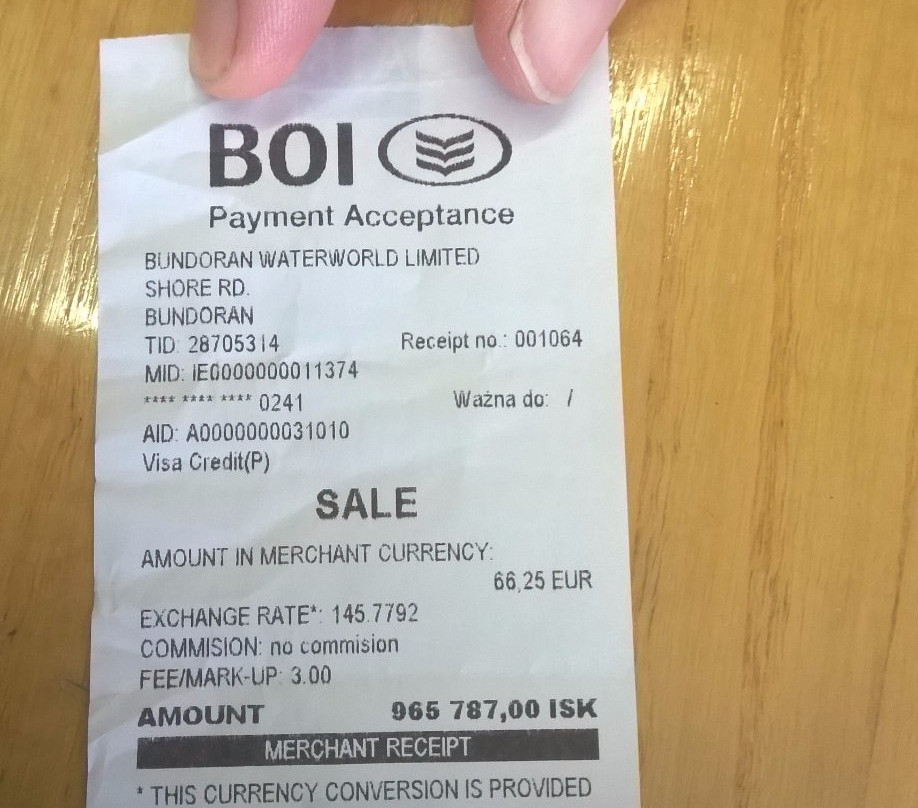 BOI
Payment Acceptance
BUNDORAN WATERWORLD LIMITED
SHORE RD.
BUNDORAN
TID: 28705314 Receipt no.: 001064
MID: IE0000000011374
**** **** **** 0241 Ważna do: /
AID: A0000000031010
Visa Credit(P)
SALE
AMOUNT IN MERCHANT CURRENCY:
66,25 EUR
EXCHANGE RATE*: 145.7792
COMMISION: no commision
FEE/MARK-UP: 3.00
AMOUNT 965 787,00 ISK
MERCHANT RECEIPT
* THIS CURRENCY CONVERSION IS PROVIDED